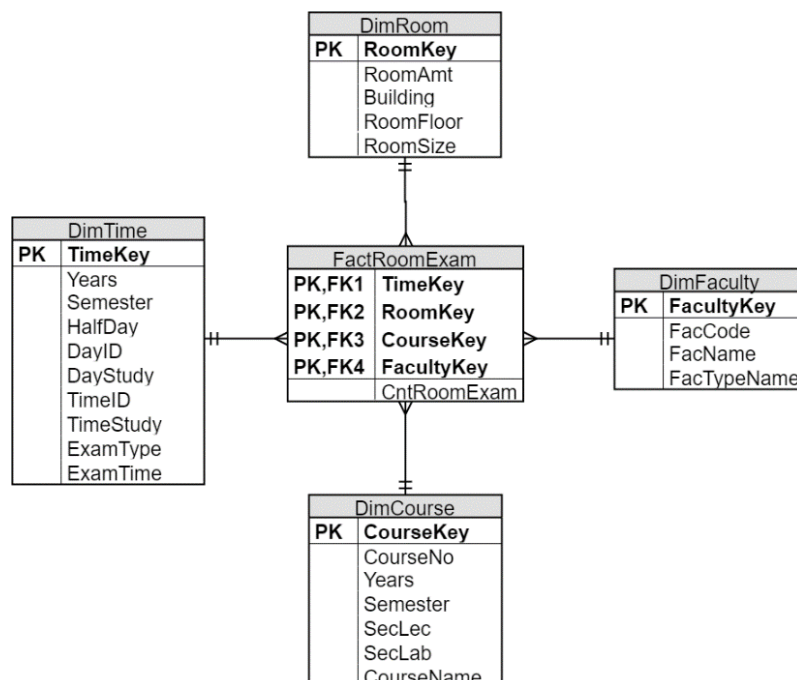 DimRoom
PK RoomKey
RoomAmt
Building
RoomFloor
RoomSize
DimTime
PK TimeKey
Years
Semester
HalfDay
DayID
DayStudy
TimeID
TimeStudy
ExamType
ExamTime
FactRoomExam
PK,FK1 TimeKey
PK,FK2 RoomKey
PK,FK3 CourseKey
PK,FK4 FacultyKey
CntRoomExam
DimFaculty
PK FacultyKey
FacCode
FacName
FacTypeName
DimCourse
PK CourseKey
CourseNo
Years
Semester
SecLec
SecLab
CourseName